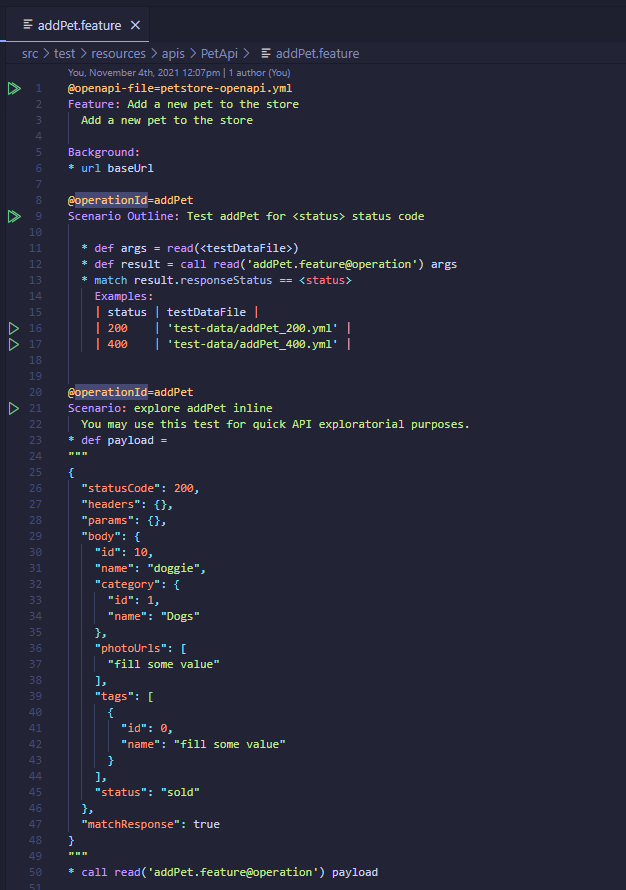 addPet.feature
src > test > resources > apis > PetApi > addPet.feature
You, November 4th, 2021 12:07pm | 1 author (You)
1 @openapi-file=petstore-openapi.yml
2 Feature: Add a new pet to the store
3 Add a new pet to the store
4
5 Background:
6 * url baseUrl
7
8 @operationId=addPet
9 Scenario Outline: Test addPet for <status> status code
10
11 * def args = read(<testDataFile>)
12 * def result = call read('addPet.feature@operation') args
13 * match result.responseStatus == <status>
14 Examples:
15 | status | testDataFile |
16 | 200 | 'test-data/addPet_200.yml' |
17 | 400 | 'test-data/addPet_400.yml' |
18
19
20 @operationId=addPet
21 Scenario: explore addPet inline
22 You may use this test for quick API exploratorial purposes.
23 * def payload =
24 """
25 {
26 "statusCode": 200,
27 "headers": {},
28 "params": {},
29 "body": {
30 "id": 10,
31 "name": "doggie",
32 "category": {
33 "id": 1,
34 "name": "Dogs"
35 },
36 "photoUrls": [
37 "fill some value"
38 ],
39 "tags": [
40 {
41 "id": 0,
42 "name": "fill some value"
43 }
44 ],
45 "status": "sold"
46 },
47 "matchResponse": true
48 }
49 """
50 * call read('addPet.feature@operation') payload
51